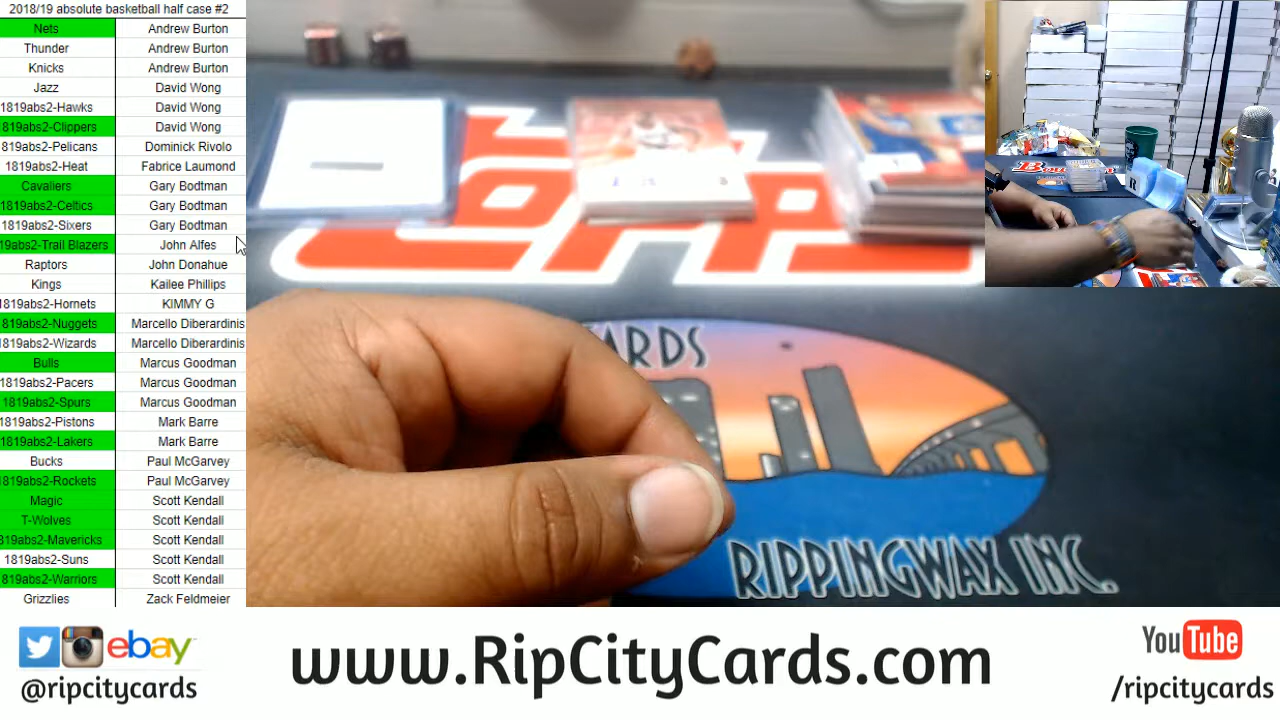 2018/19 absolute basketball half case #2
Nets Andrew Burton
Thunder Andrew Burton
Knicks Andrew Burton
Jazz David Wong
1819abs2-Hawks David Wong
819abs2-Clippers David Wong
819abs2-Pelicans Dominick Rivolo
1819abs2-Heat Fabrice Laumond
Cavaliers Gary Bodtman
819abs2-Celtics Gary Bodtman
1819abs2-Sixers Gary Bodtman
19abs2-Trail Blazers John Alfes
Raptors John Donahue
Kings Kailee Phillips
1819abs2-Hornets KIMMY G
819abs2-Nuggets Marcello Diberardinis
819abs2-Wizards Marcello Diberardinis
Bulls Marcus Goodman
1819abs2-Pacers Marcus Goodman
1819abs2-Spurs Marcus Goodman
1819abs2-Pistons Mark Barre
1819abs2-Lakers Mark Barre
Bucks Paul McGarvey
819abs2-Rockets Paul McGarvey
Magic Scott Kendall
T-Wolves Scott Kendall
819abs2-Mavericks Scott Kendall
1819abs2-Suns Scott Kendall
819abs2-Warriors Scott Kendall
Grizzlies Zack Feldmeier
CARDS
RIPPINGWAX INC.
ebay
@ripcitycards
www.RipCityCards.com
YouTube
/ripcitycards